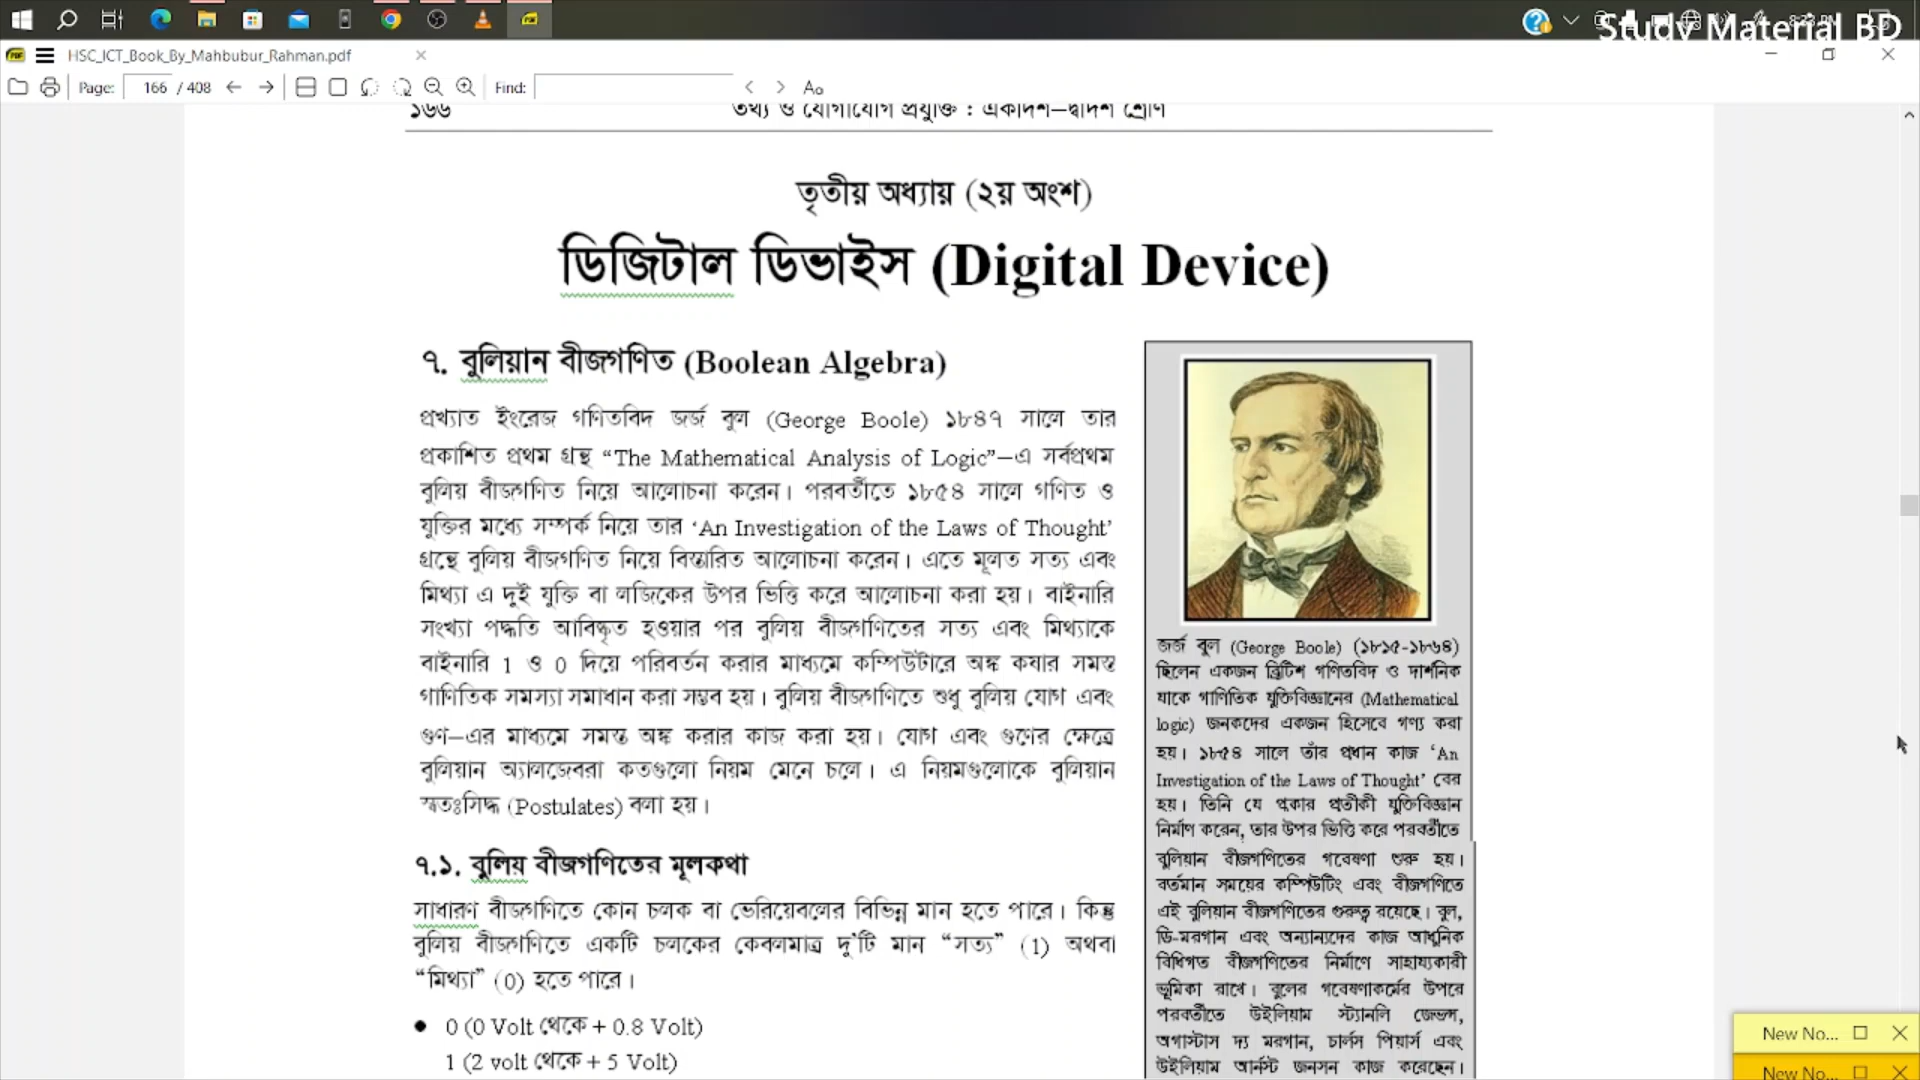 Study Material BD
HSC_ICT_Book_By_Mahbubur_Rahman.pdf
Page: 166 / 408
Find:
১৬৬ তথ্য ও যোগাযোগ প্রযুক্তি : একাদশ–দ্বাদশ শ্রেণি
তৃতীয় অধ্যায় (২য় অংশ)
ডিজিটাল ডিভাইস (Digital Device)
৭. বুলিয়ান বীজগণিত (Boolean Algebra)
প্রখ্যাত ইংরেজ গণিতবিদ জর্জ বুল (George Boole) ১৮৪৭ সালে তার
প্রকাশিত প্রথম গ্রন্থ “The Mathematical Analysis of Logic”–এ সর্বপ্রথম
বুলিয় বীজগণিত নিয়ে আলোচনা করেন। পরবর্তীতে ১৮৫৪ সালে গণিত ও
যুক্তির মধ্যে সম্পর্ক নিয়ে তার ‘An Investigation of the Laws of Thought’
গ্রন্থে বুলিয় বীজগণিত নিয়ে বিস্তারিত আলোচনা করেন। এতে মূলত সত্য এবং
মিথ্যা এ দুই যুক্তি বা লজিকের উপর ভিত্তি করে আলোচনা করা হয়। বাইনারি
সংখ্যা পদ্ধতি আবিষ্কৃত হওয়ার পর বুলিয় বীজগণিতের সত্য এবং মিথ্যাকে
বাইনারি 1 ও 0 দিয়ে পরিবর্তন করার মাধ্যমে কম্পিউটারে অঙ্ক কষার সমস্ত
গাণিতিক সমস্যা সমাধান করা সম্ভব হয়। বুলিয় বীজগণিতে শুধু বুলিয় যোগ এবং
গুণ–এর মাধ্যমে সমস্ত অঙ্ক করার কাজ করা হয়। যোগ এবং গুণের ক্ষেত্রে
বুলিয়ান অ্যালজেবরা কতগুলো নিয়ম মেনে চলে। এ নিয়মগুলোকে বুলিয়ান
স্বতঃসিদ্ধ (Postulates) বলা হয়।
৭.১. বুলিয় বীজগণিতের মূলকথা
সাধারণ বীজগণিতে কোন চলক বা ভেরিয়েবলের বিভিন্ন মান হতে পারে। কিন্তু
বুলিয় বীজগণিতে একটি চলকের কেবলমাত্র দু’টি মান “সত্য” (1) অথবা
“মিথ্যা” (0) হতে পারে।
● 0 (0 Volt থেকে + 0.8 Volt)
1 (2 volt থেকে + 5 Volt)
জর্জ বুল (George Boole) (১৮১৫-১৮৬৪)
ছিলেন একজন ব্রিটিশ গণিতবিদ ও দার্শনিক
যাকে গাণিতিক যুক্তিবিজ্ঞানের (Mathematical
logic) জনকদের একজন হিসেবে গণ্য করা
হয়। ১৮৫৪ সালে তাঁর প্রধান কাজ ‘An
Investigation of the Laws of Thought’ বের
হয়। তিনি যে প্রকার প্রতীকী যুক্তিবিজ্ঞান
নির্মাণ করেন, তার উপর ভিত্তি করে পরবর্তীতে
বুলিয়ান বীজগণিতের গবেষণা শুরু হয়।
বর্তমান সময়ের কম্পিউটিং এবং বীজগণিতে
এই বুলিয়ান বীজগণিতের গুরুত্ব রয়েছে। বুল,
ডি-মরগান এবং অন্যান্যদের কাজ আধুনিক
বিধিগত বীজগণিতের নির্মাণে সাহায্যকারী
ভূমিকা রাখে। বুলের গবেষণাকর্মের উপরে
পরবর্তীতে উইলিয়াম স্ট্যানলি জেভন্স,
অগাস্টাস দ্য মরগান, চার্লস পিয়ার্স এবং
উইলিয়াম আর্নস্ট জনসন কাজ করেছেন।
New No...
New No...